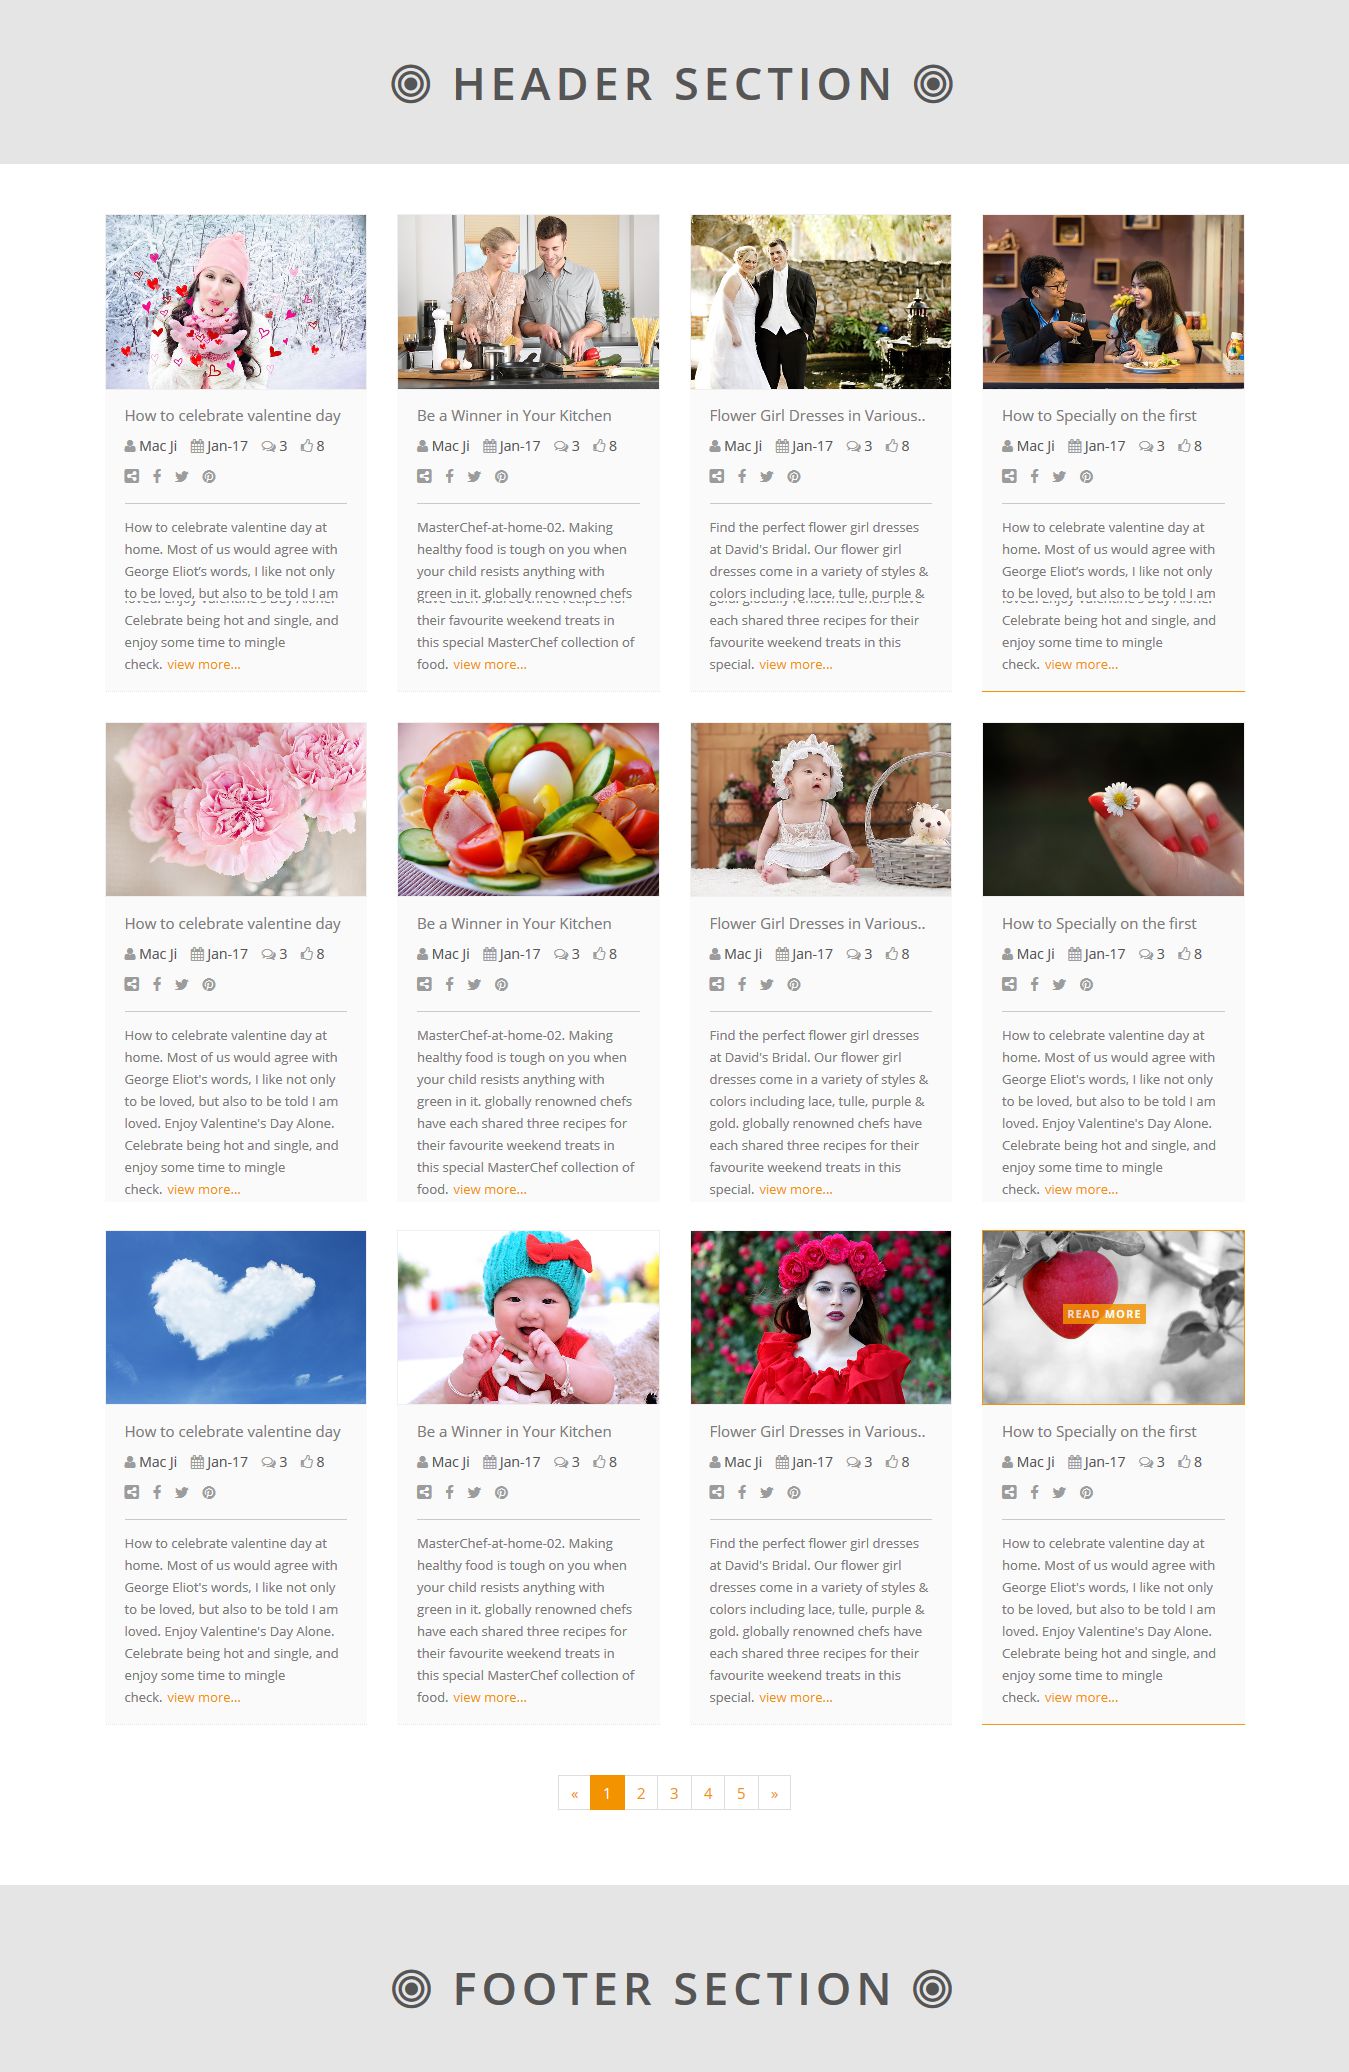 HEADER SECTION
How to celebrate valentine day
Mac Ji Jan-17 3 8
How to celebrate valentine day at
home. Most of us would agree with
George Eliot's words, I like not only
to be loved, but also to be told I am
loved. Enjoy Valentine's Day Alone.
Celebrate being hot and single, and
enjoy some time to mingle
check. view more...
Be a Winner in Your Kitchen
Mac Ji Jan-17 3 8
MasterChef-at-home-02. Making
healthy food is tough on you when
your child resists anything with
green in it. globally renowned chefs
have each shared three recipes for
their favourite weekend treats in
this special MasterChef collection of
food. view more...
Flower Girl Dresses in Various..
Mac Ji Jan-17 3 8
Find the perfect flower girl dresses
at David's Bridal. Our flower girl
dresses come in a variety of styles &
colors including lace, tulle, purple &
gold. globally renowned chefs have
each shared three recipes for their
favourite weekend treats in this
special. view more...
How to Specially on the first
Mac Ji Jan-17 3 8
How to celebrate valentine day at
home. Most of us would agree with
George Eliot's words, I like not only
to be loved, but also to be told I am
loved. Enjoy Valentine's Day Alone.
Celebrate being hot and single, and
enjoy some time to mingle
check. view more...
How to celebrate valentine day
Mac Ji Jan-17 3 8
How to celebrate valentine day at
home. Most of us would agree with
George Eliot's words, I like not only
to be loved, but also to be told I am
loved. Enjoy Valentine's Day Alone.
Celebrate being hot and single, and
enjoy some time to mingle
check. view more...
Be a Winner in Your Kitchen
Mac Ji Jan-17 3 8
MasterChef-at-home-02. Making
healthy food is tough on you when
your child resists anything with
green in it. globally renowned chefs
have each shared three recipes for
their favourite weekend treats in
this special MasterChef collection of
food. view more...
Flower Girl Dresses in Various..
Mac Ji Jan-17 3 8
Find the perfect flower girl dresses
at David's Bridal. Our flower girl
dresses come in a variety of styles &
colors including lace, tulle, purple &
gold. globally renowned chefs have
each shared three recipes for their
favourite weekend treats in this
special. view more...
How to Specially on the first
Mac Ji Jan-17 3 8
How to celebrate valentine day at
home. Most of us would agree with
George Eliot's words, I like not only
to be loved, but also to be told I am
loved. Enjoy Valentine's Day Alone.
Celebrate being hot and single, and
enjoy some time to mingle
check. view more...
How to celebrate valentine day
Mac Ji Jan-17 3 8
How to celebrate valentine day at
home. Most of us would agree with
George Eliot's words, I like not only
to be loved, but also to be told I am
loved. Enjoy Valentine's Day Alone.
Celebrate being hot and single, and
enjoy some time to mingle
check. view more...
Be a Winner in Your Kitchen
Mac Ji Jan-17 3 8
MasterChef-at-home-02. Making
healthy food is tough on you when
your child resists anything with
green in it. globally renowned chefs
have each shared three recipes for
their favourite weekend treats in
this special MasterChef collection of
food. view more...
Flower Girl Dresses in Various..
Mac Ji Jan-17 3 8
Find the perfect flower girl dresses
at David's Bridal. Our flower girl
dresses come in a variety of styles &
colors including lace, tulle, purple &
gold. globally renowned chefs have
each shared three recipes for their
favourite weekend treats in this
special. view more...
READ MORE
How to Specially on the first
Mac Ji Jan-17 3 8
How to celebrate valentine day at
home. Most of us would agree with
George Eliot's words, I like not only
to be loved, but also to be told I am
loved. Enjoy Valentine's Day Alone.
Celebrate being hot and single, and
enjoy some time to mingle
check. view more...
« 1 2 3 4 5 »
FOOTER SECTION